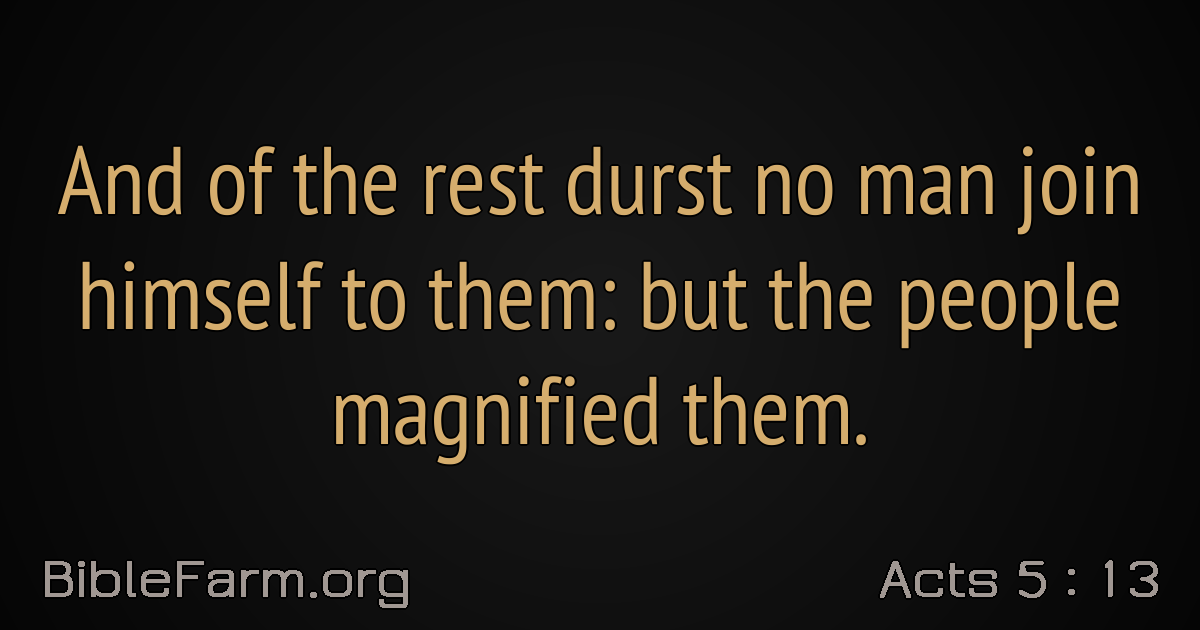 And of the rest durst no man join
himself to them: but the people
magnified them.
BibleFarm.org
Acts 5 : 13